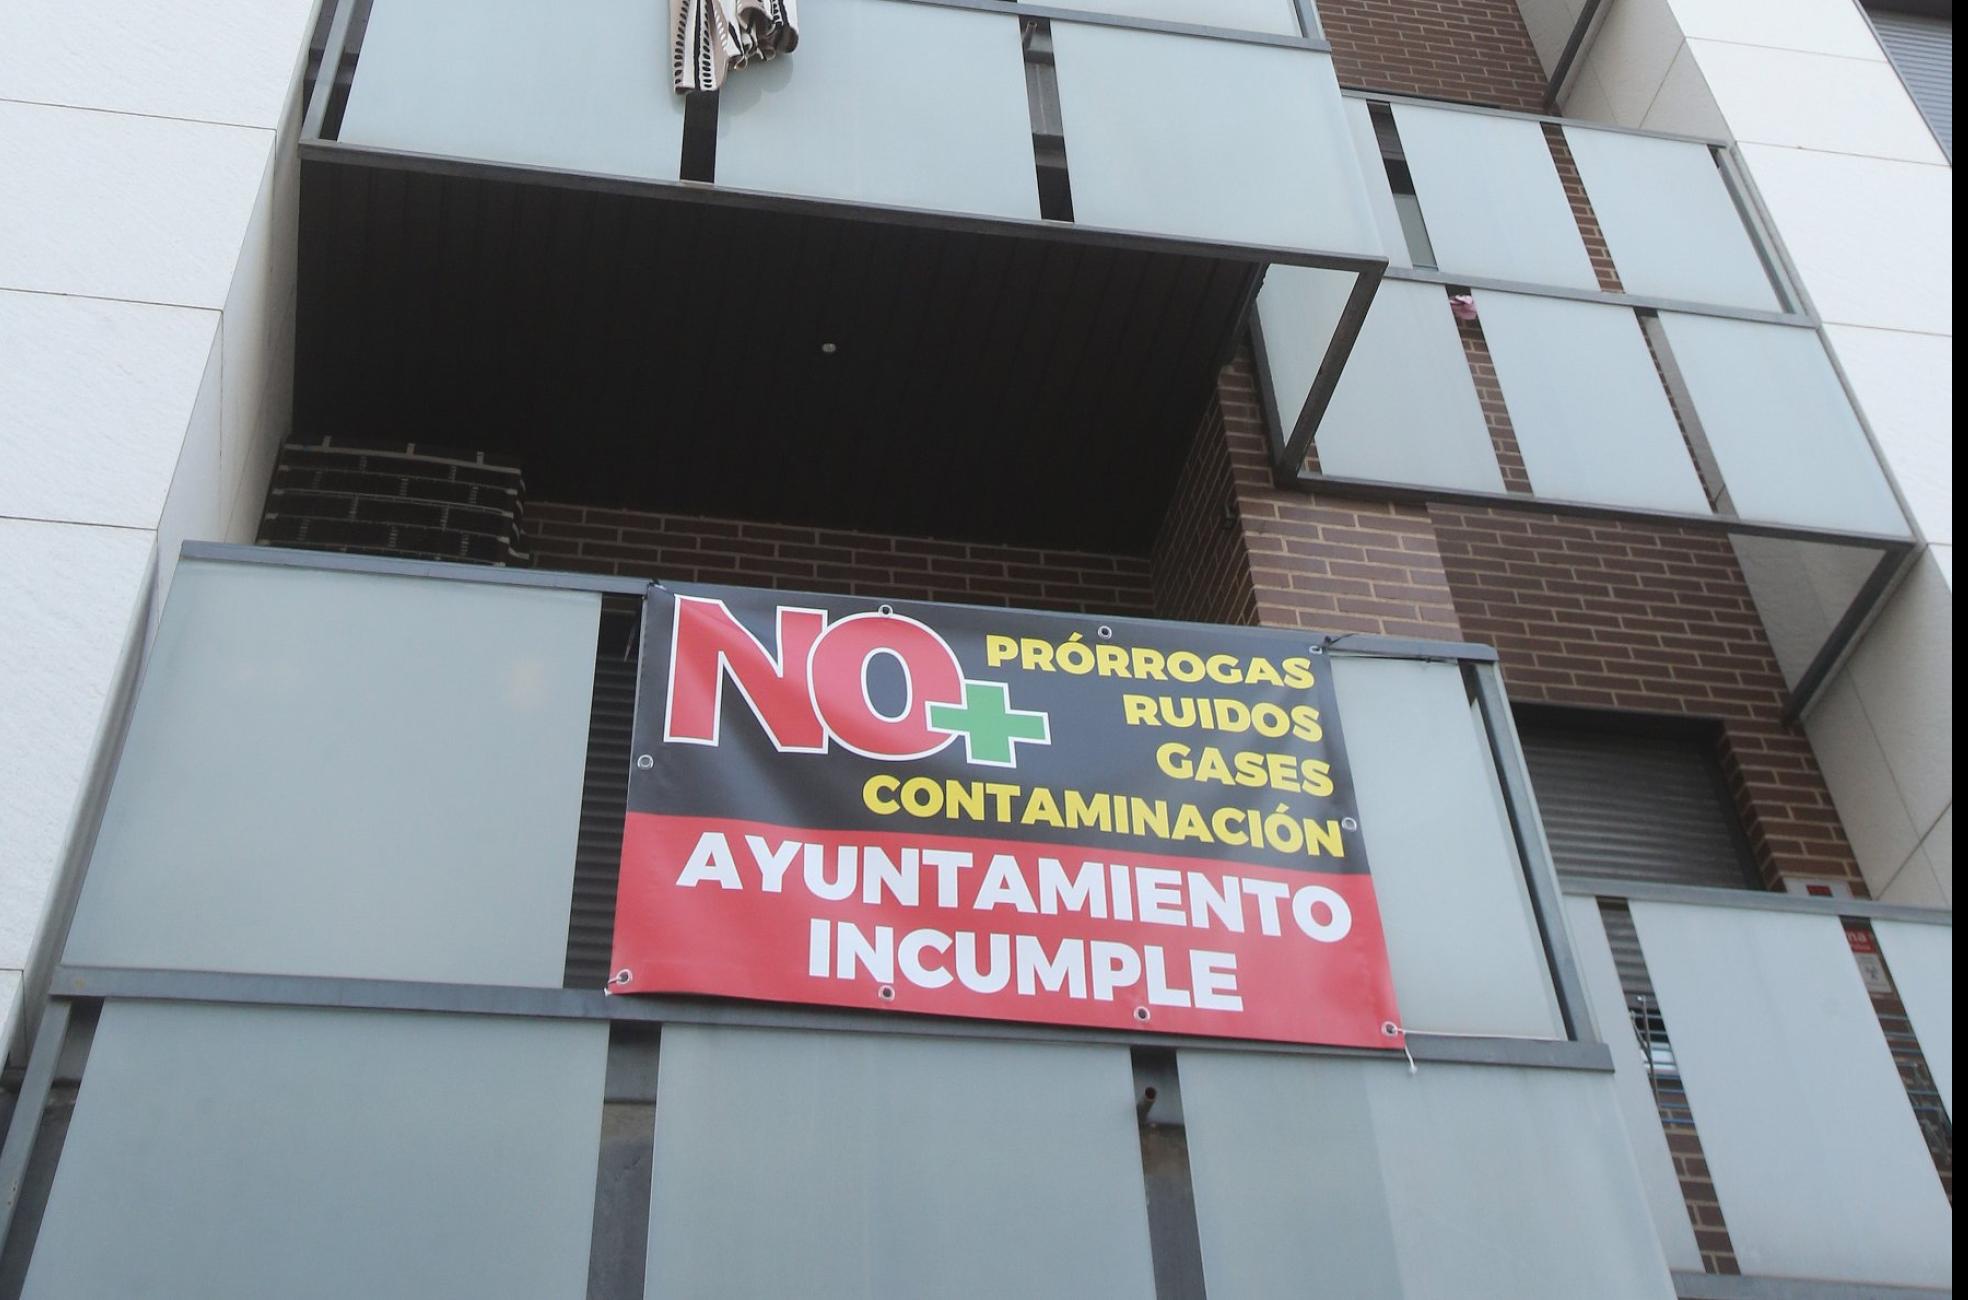 NO+
PRÓRROGAS
RUIDOS
GASES
CONTAMINACIÓN
AYUNTAMIENTO
INCUMPLE